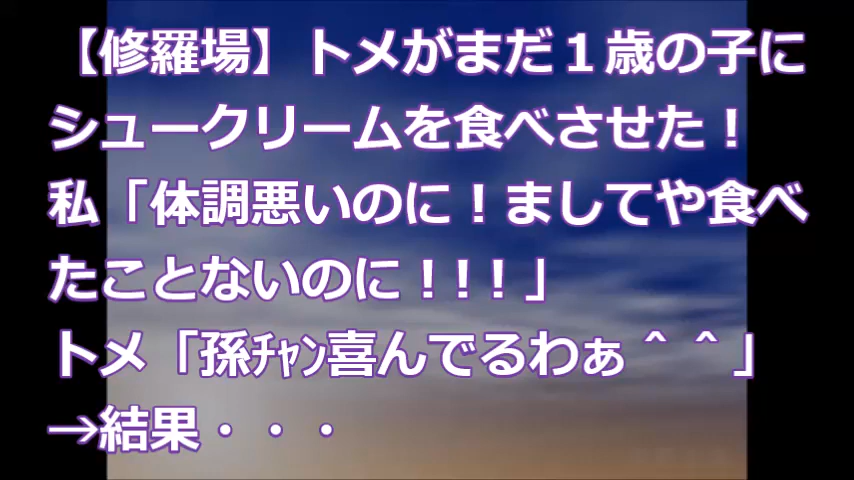 【修羅場】トメがまだ１歳の子に
シュークリームを食べさせた！
私「体調悪いのに！ましてや食べ
たことないのに！！！」
トメ「孫ﾁｬﾝ喜んでるわぁ＾＾」
→結果・・・